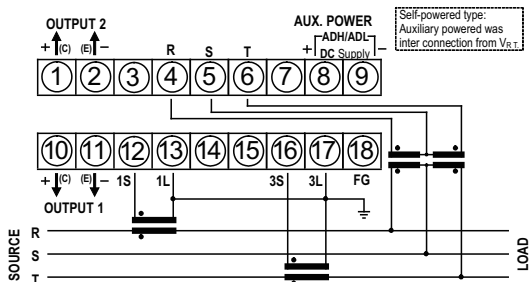 OUTPUT 2
AUX. POWER
Self-powered type:
Auxiliary powered was
inter connection from VR.T.
+ (C) (E) – R S T + ADH/ADL –
DC Supply
1 2 3 4 5 6 7 8 9
10 11 12 13 14 15 16 17 18
+ (C) (E) – 1S 1L 3S 3L FG
OUTPUT 1
SOURCE
R
S
T
LOAD